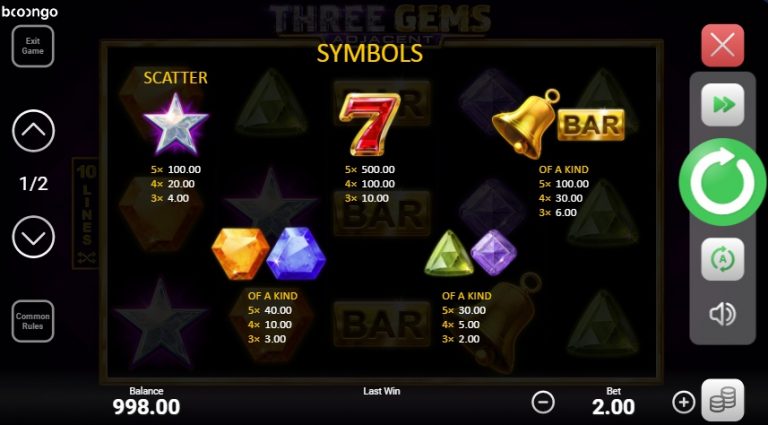 booongo
THREE GEMS
ADJACENT
Exit
Game
SYMBOLS
SCATTER
5× 100.00
4× 20.00
3× 4.00
7
5× 500.00
4× 100.00
3× 10.00
BAR
OF A KIND
5× 100.00
4× 30.00
3× 6.00
1/2
10
LINES
BAR
BAR
OF A KIND
5× 40.00
4× 10.00
3× 3.00
OF A KIND
5× 30.00
4× 5.00
3× 2.00
Common
Rules
BAR
A
Balance
998.00
Last Win
Bet
2.00